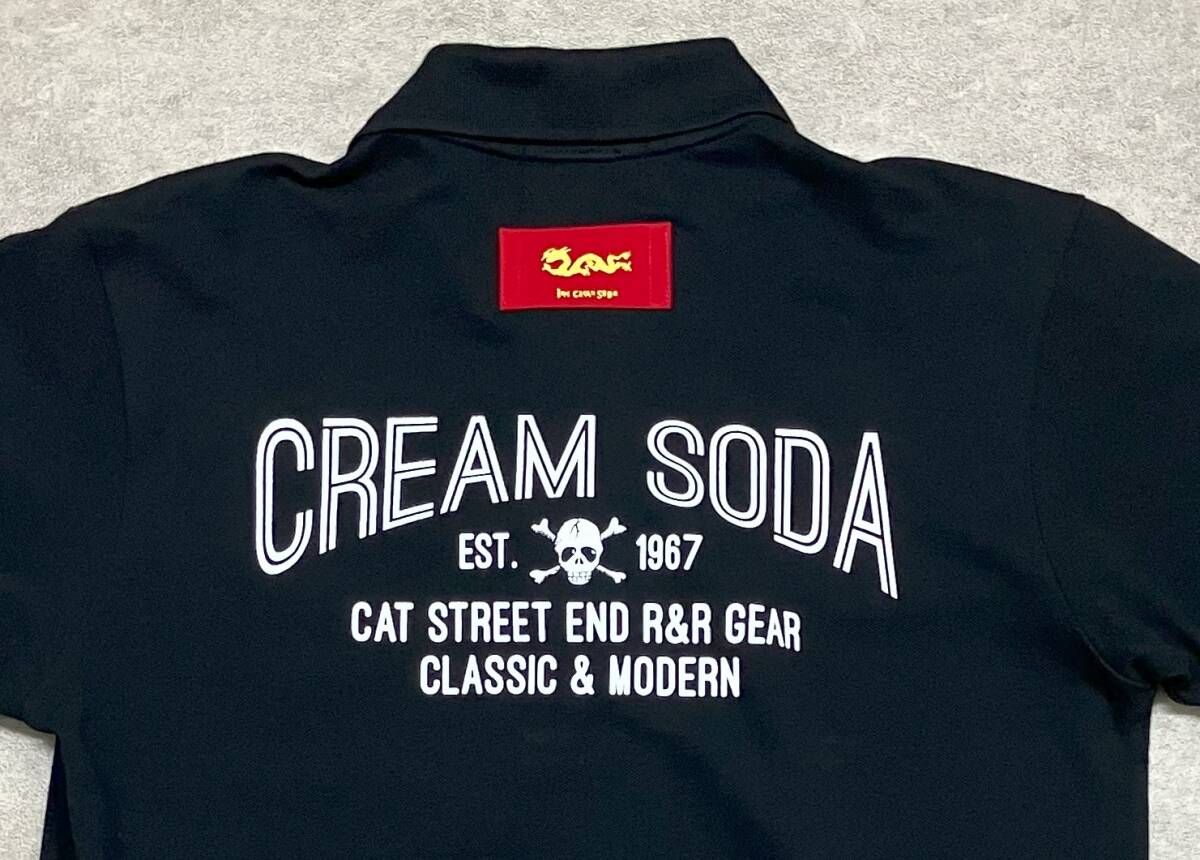 CREAM SODA
EST. 1967
CAT STREET END R&R GEAR
CLASSIC & MODERN